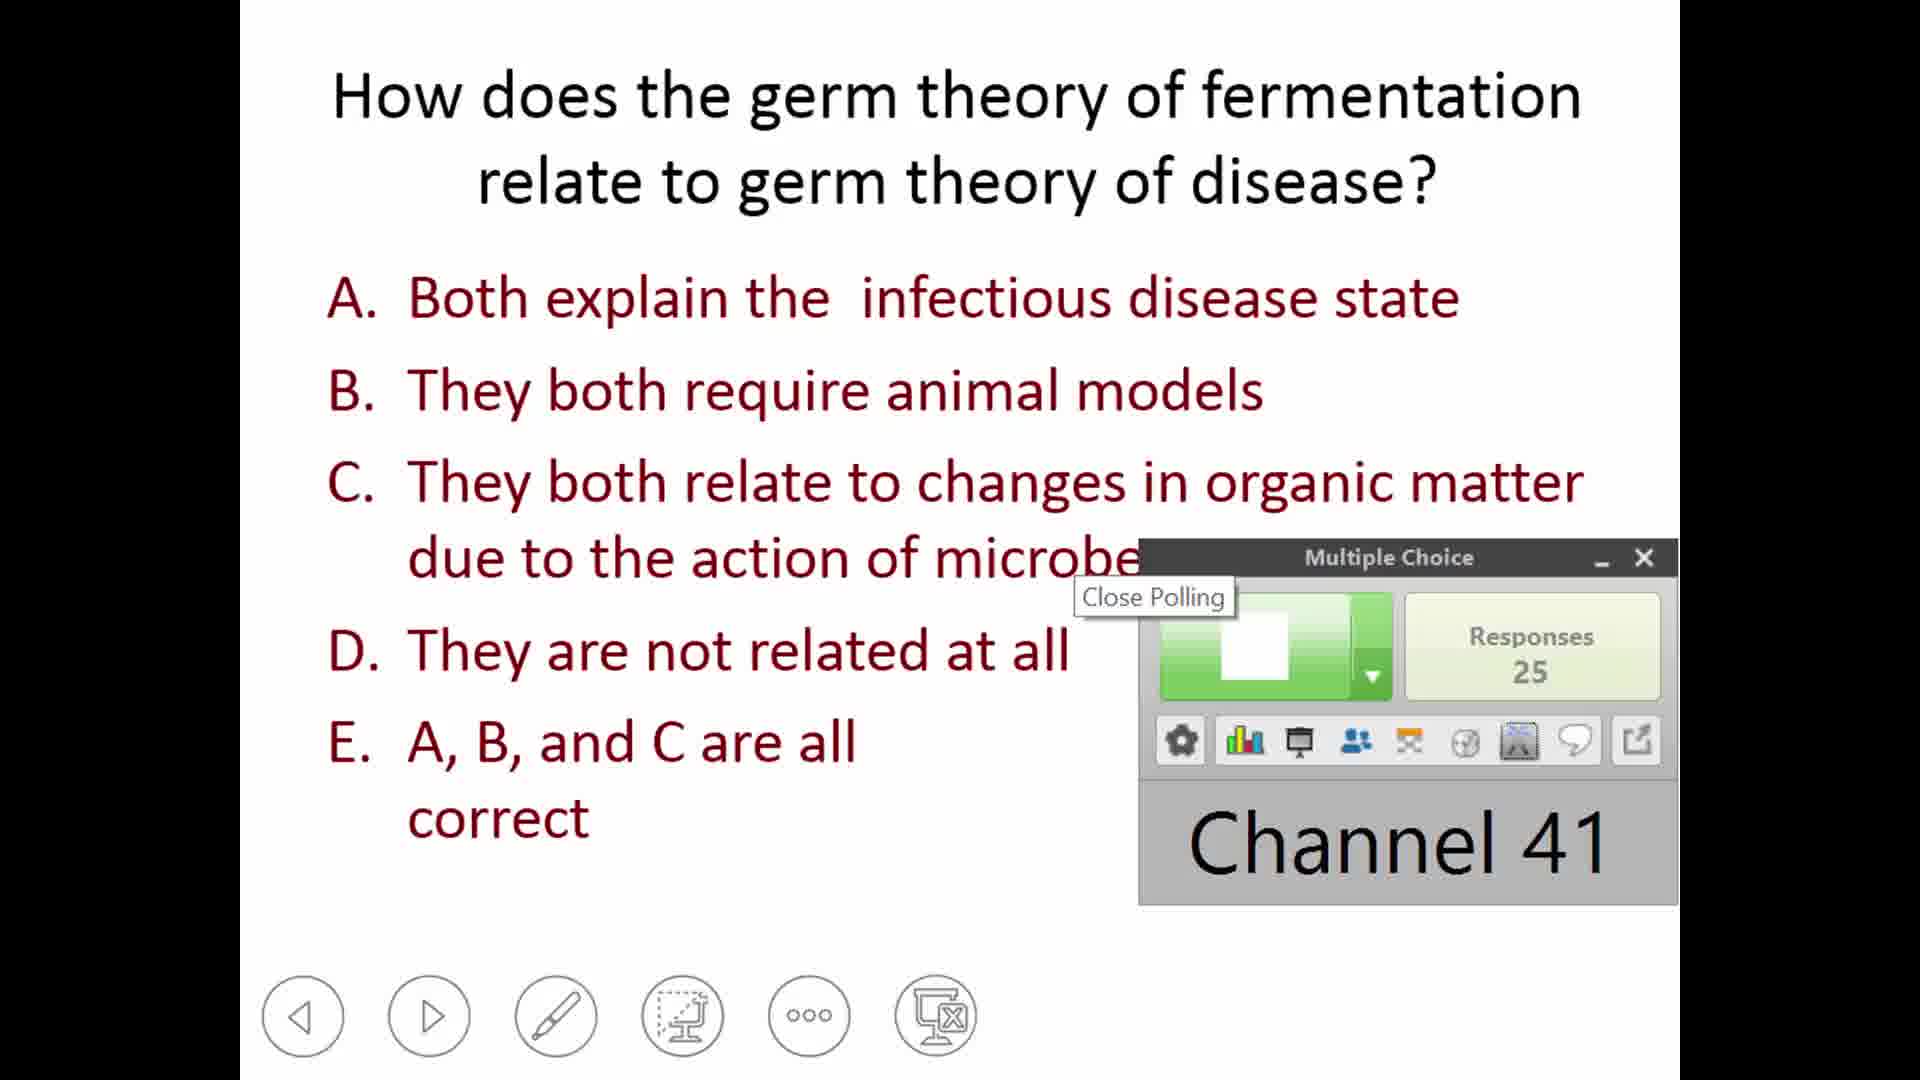 How does the germ theory of fermentation
relate to germ theory of disease?
A. Both explain the infectious disease state
B. They both require animal models
C. They both relate to changes in organic matter
due to the action of microbe
D. They are not related at all
E. A, B, and C are all
correct
Multiple Choice
Close Polling
Responses
25
Channel 41